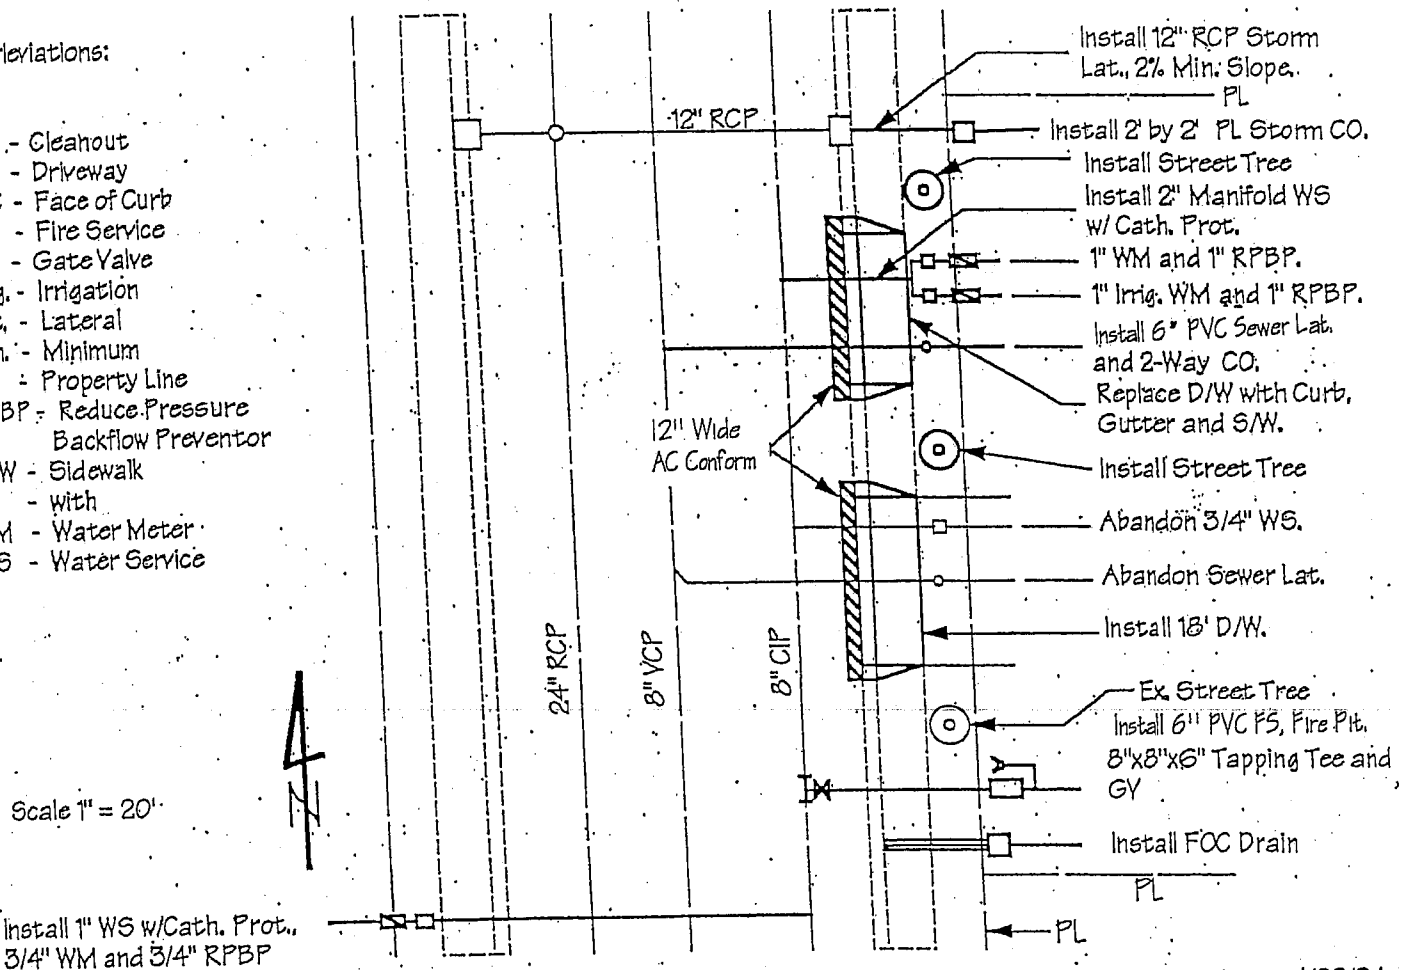 reviations:
- Cleanout
- Driveway
C - Face of Curb
- Fire Service
- Gate Valve
g. - Irrigation
t. - Lateral
n. - Minimum
- Property Line
BP - Reduce Pressure
Backflow Preventor
W - Sidewalk
- with
M - Water Meter
S - Water Service
Scale 1" = 20'
Install 1" WS w/Cath. Prot.,
3/4" WM and 3/4" RPBP
12" RCP
12" Wide
AC Conform
24" RCP
8" VCP
8" CIP
Install 12" RCP Storm
Lat., 2% Min. Slope.
PL
Install 2' by 2' PL Storm CO.
Install Street Tree
Install 2" Manifold WS
w/ Cath. Prot.
1" WM and 1" RPBP.
1" Irrig. WM and 1" RPBP.
Install 6" PVC Sewer Lat.
and 2-Way CO.
Replace D/W with Curb,
Gutter and S/W.
Install Street Tree
Abandon 3/4" WS.
Abandon Sewer Lat.
Install 18' D/W.
Ex. Street Tree
Install 6" PVC FS, Fire Pit,
8"x8"x6" Tapping Tee and
GV
Install FOC Drain
PL
PL